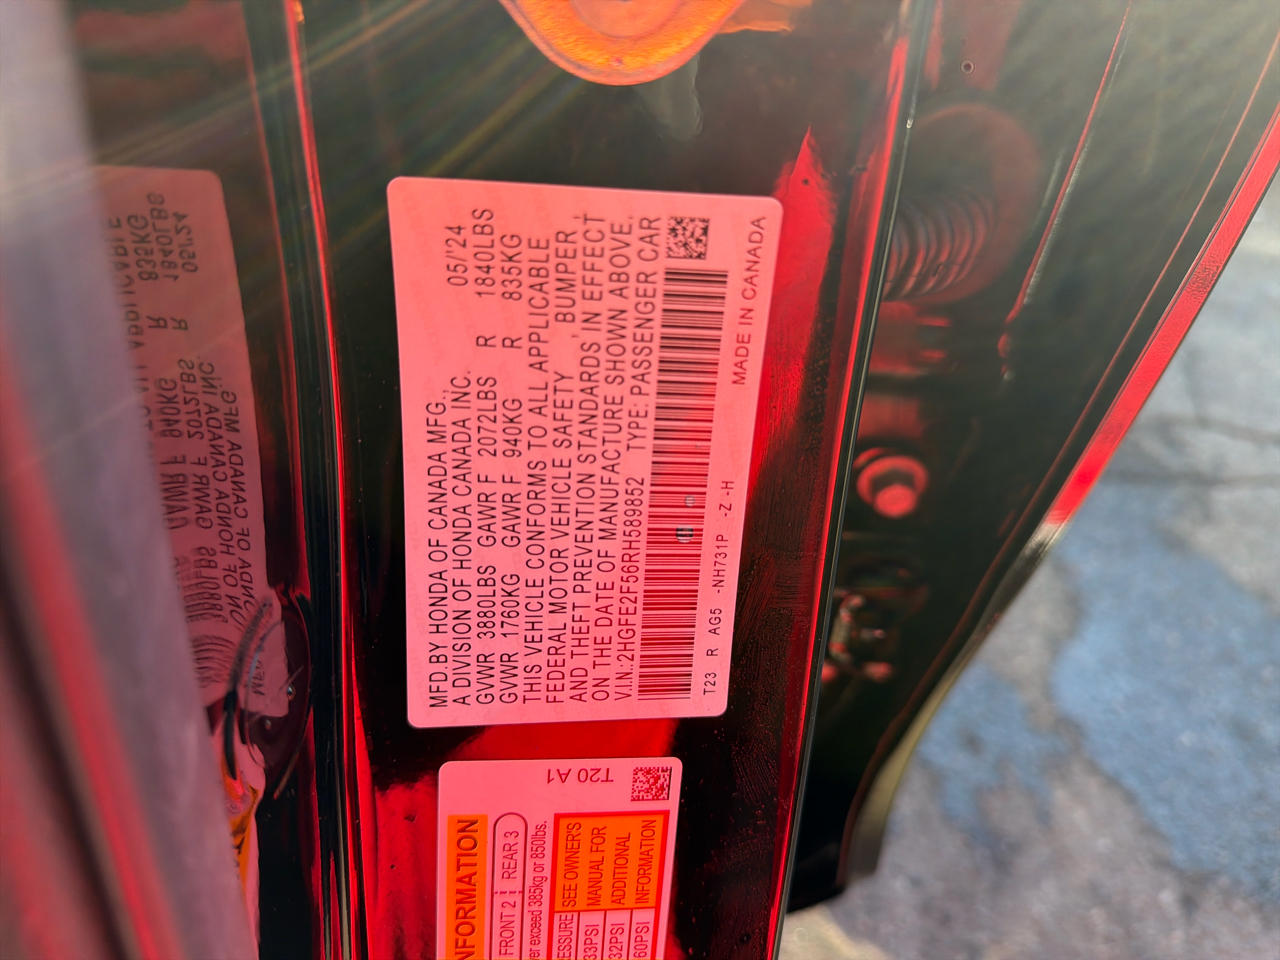 MFD.BY HONDA OF CANADA MFG.,
A DIVISION OF HONDA CANADA INC. 05/'24
GVWR 3880LBS GAWR F 2072LBS R 1840LBS
GVWR 1760KG GAWR F 940KG R 835KG
THIS VEHICLE CONFORMS TO ALL APPLICABLE
FEDERAL MOTOR VEHICLE SAFETY, BUMPER,
AND THEFT PREVENTION STANDARDS IN EFFECT
ON THE DATE OF MANUFACTURE SHOWN ABOVE.
V.I.N.:2HGFE2F56RH589852 TYPE: PASSENGER CAR
T23 R AG5 -NH731P -Z-H MADE IN CANADA
T20 A1
FRONT 2 REAR 3
385kg or 850lbs.
SEE OWNER'S
MANUAL FOR
ADDITIONAL
INFORMATION
33PSI
32PSI
60PSI